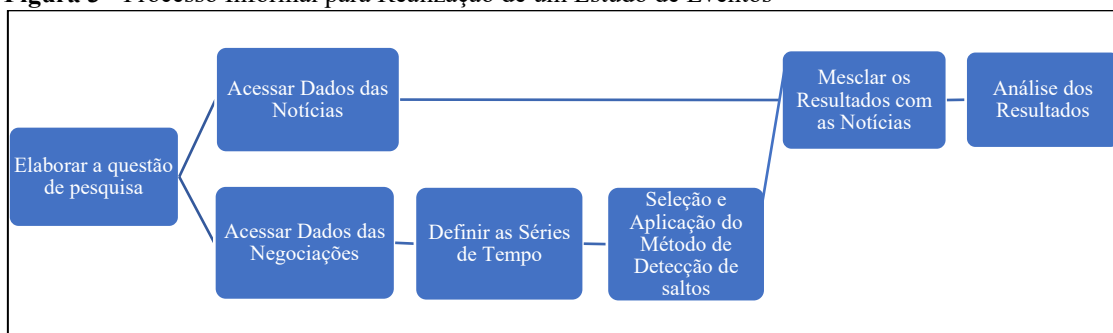 Figura 3 - Processo Informal para Realização de um Estudo de Eventos
Elaborar a questão
de pesquisa
Acessar Dados das
Notícias
Acessar Dados das
Negociações
Definir as Séries
de Tempo
Seleção e
Aplicação do
Método de
Detecção de
saltos
Mesclar os
Resultados com
as Notícias
Análise dos
Resultados